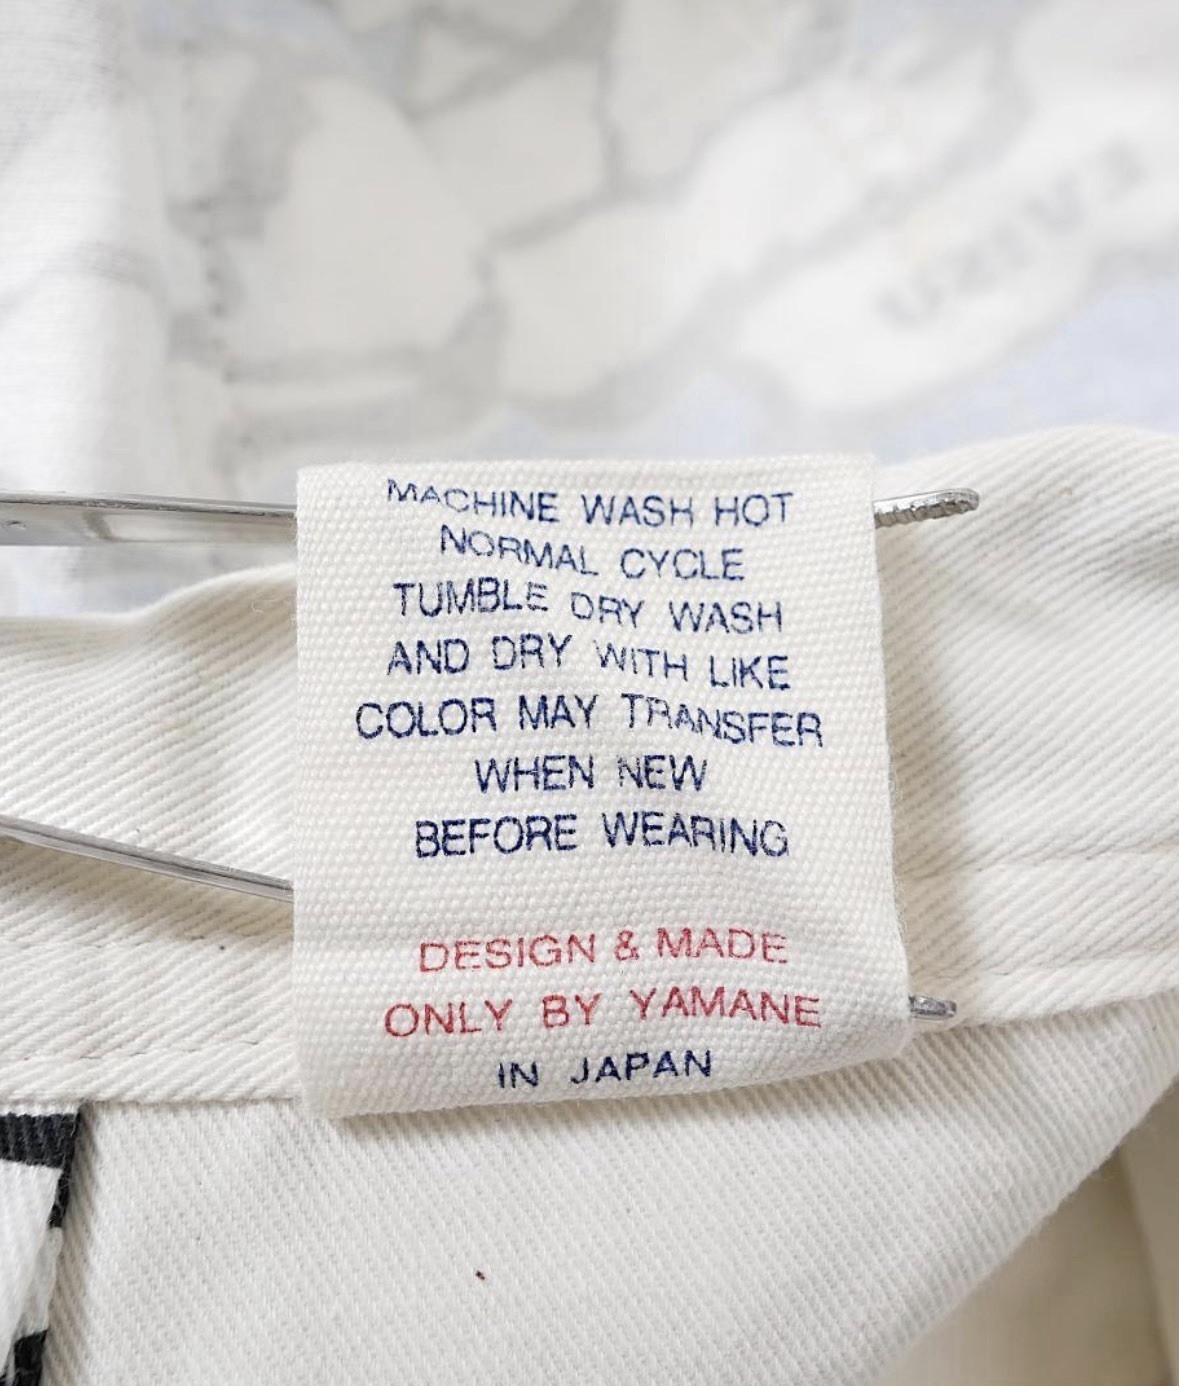 MACHINE WASH HOT
NORMAL CYCLE
TUMBLE DRY WASH
AND DRY WITH LIKE
COLOR MAY TRANSFER
WHEN NEW
BEFORE WEARING
DESIGN & MADE
ONLY BY YAMANE
IN JAPAN